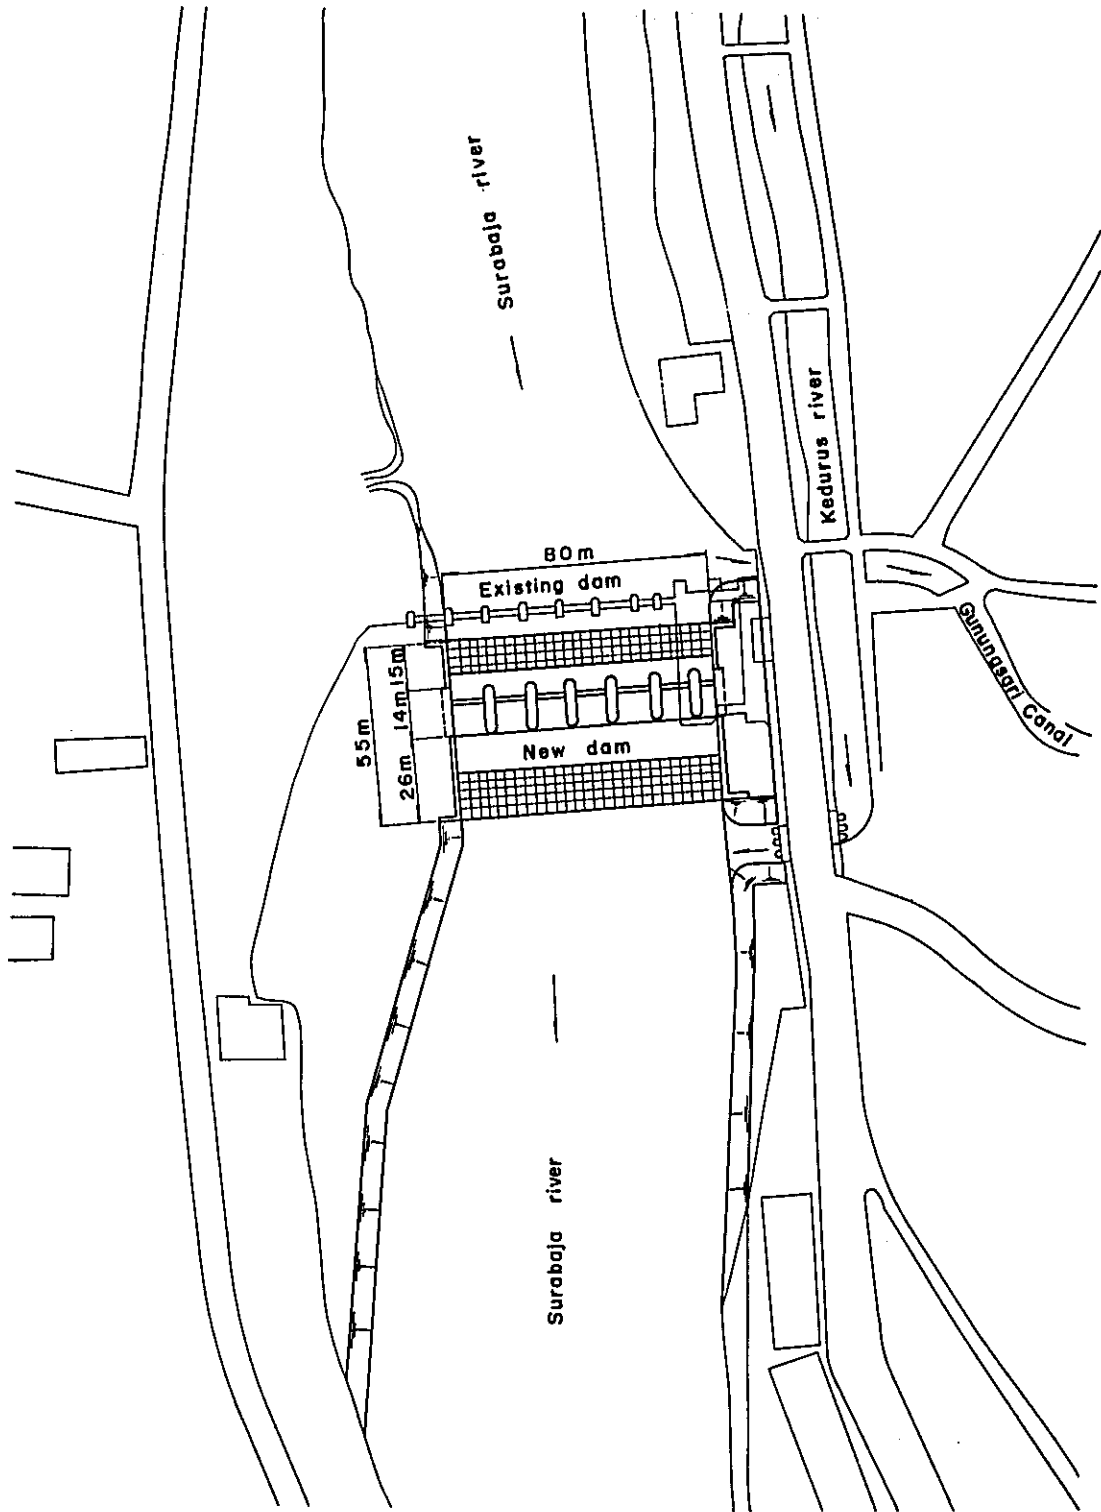 Surabaja river
Kedurus river
80m
Existing dam
Gunungsari Canal
15m
14m
55m
26m
New dam
Surabaja river